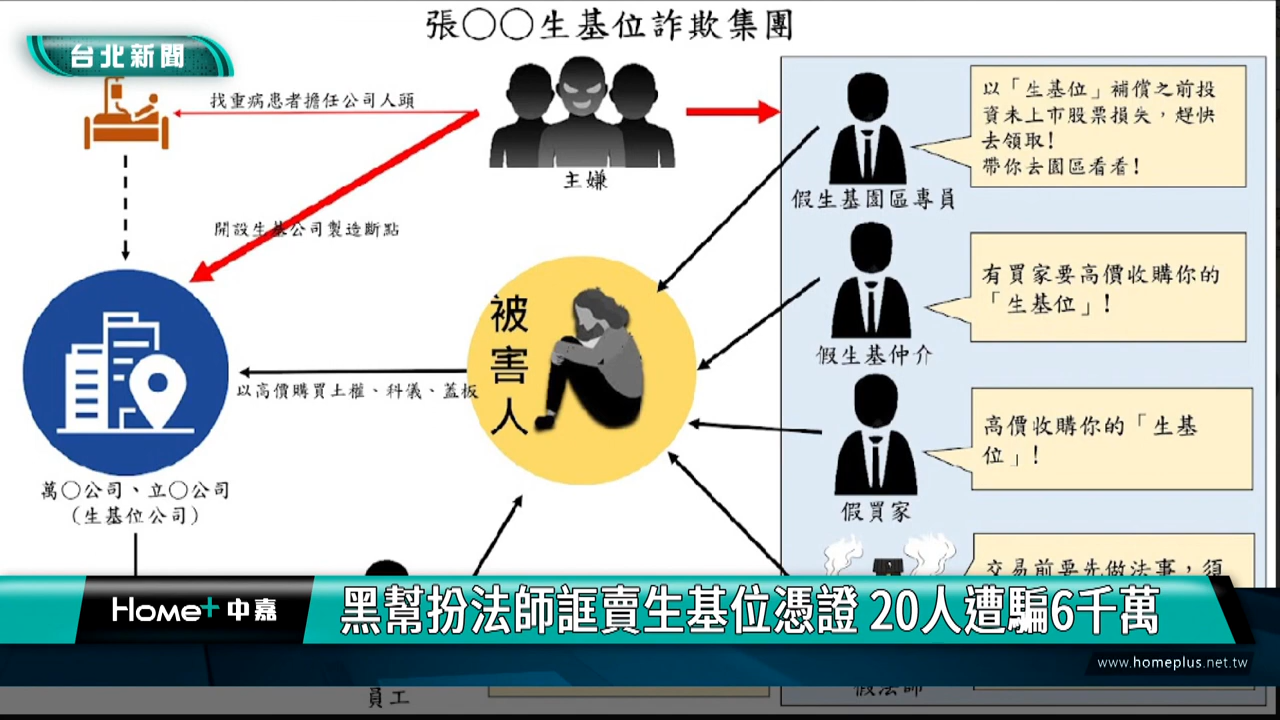 張○○生基位詐欺集團
台北新聞
找重病患者擔任公司人頭
主嫌
開設生基公司製造斷點
以「生基位」補償之前投
資未上市股票損失，趕快
去領取!
帶你去園區看看!
假生基園區專員
有買家要高價收購你的
「生基位」!
假生基仲介
被
害
人
以高價購買土權、科儀、蓋板
高價收購你的「生基
位」!
假買家
萬○公司、立○公司
（生基位公司）
交易前要先做法事，須
Home+中嘉
黑幫扮法師誆賣生基位憑證 20人遭騙6千萬
www.homeplus.net.tw
員工
假法師